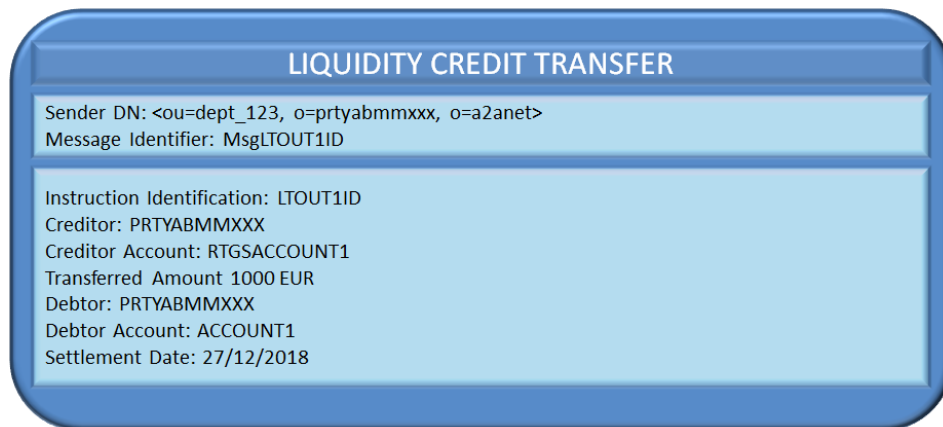 LIQUIDITY CREDIT TRANSFER
Sender DN: <ou=dept_123, o=prtyabmmxxx, o=a2anet>
Message Identifier: MsgLTOUT1ID
Instruction Identification: LTOUT1ID
Creditor: PRTYABMMXXX
Creditor Account: RTGSACCOUNT1
Transferred Amount 1000 EUR
Debtor: PRTYABMMXXX
Debtor Account: ACCOUNT1
Settlement Date: 27/12/2018